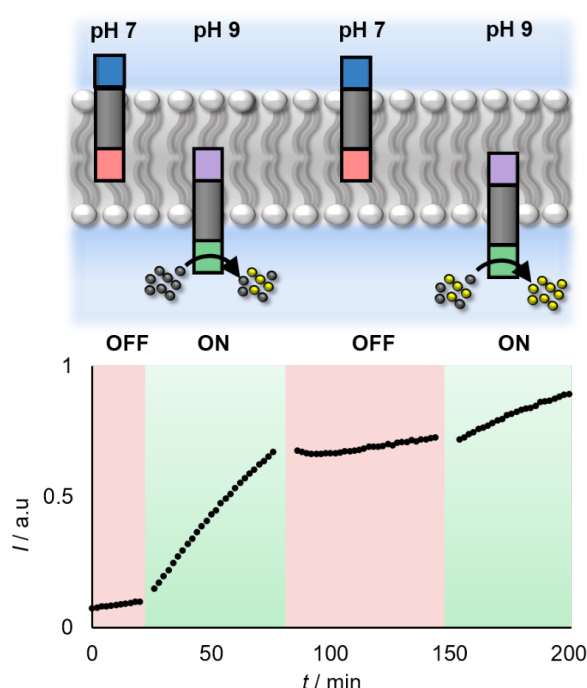 pH 7 pH 9 pH 7 pH 9
OFF ON OFF ON
1
0.5
0
I / a.u
0 50 100 150 200
t / min